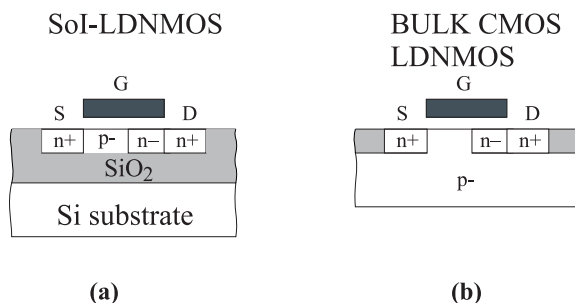 SoI-LDNMOS
G
S
D
n+ p- n– n+
SiO2
Si substrate
(a)
BULK CMOS
LDNMOS
G
S
D
n+ n– n+
p-
(b)